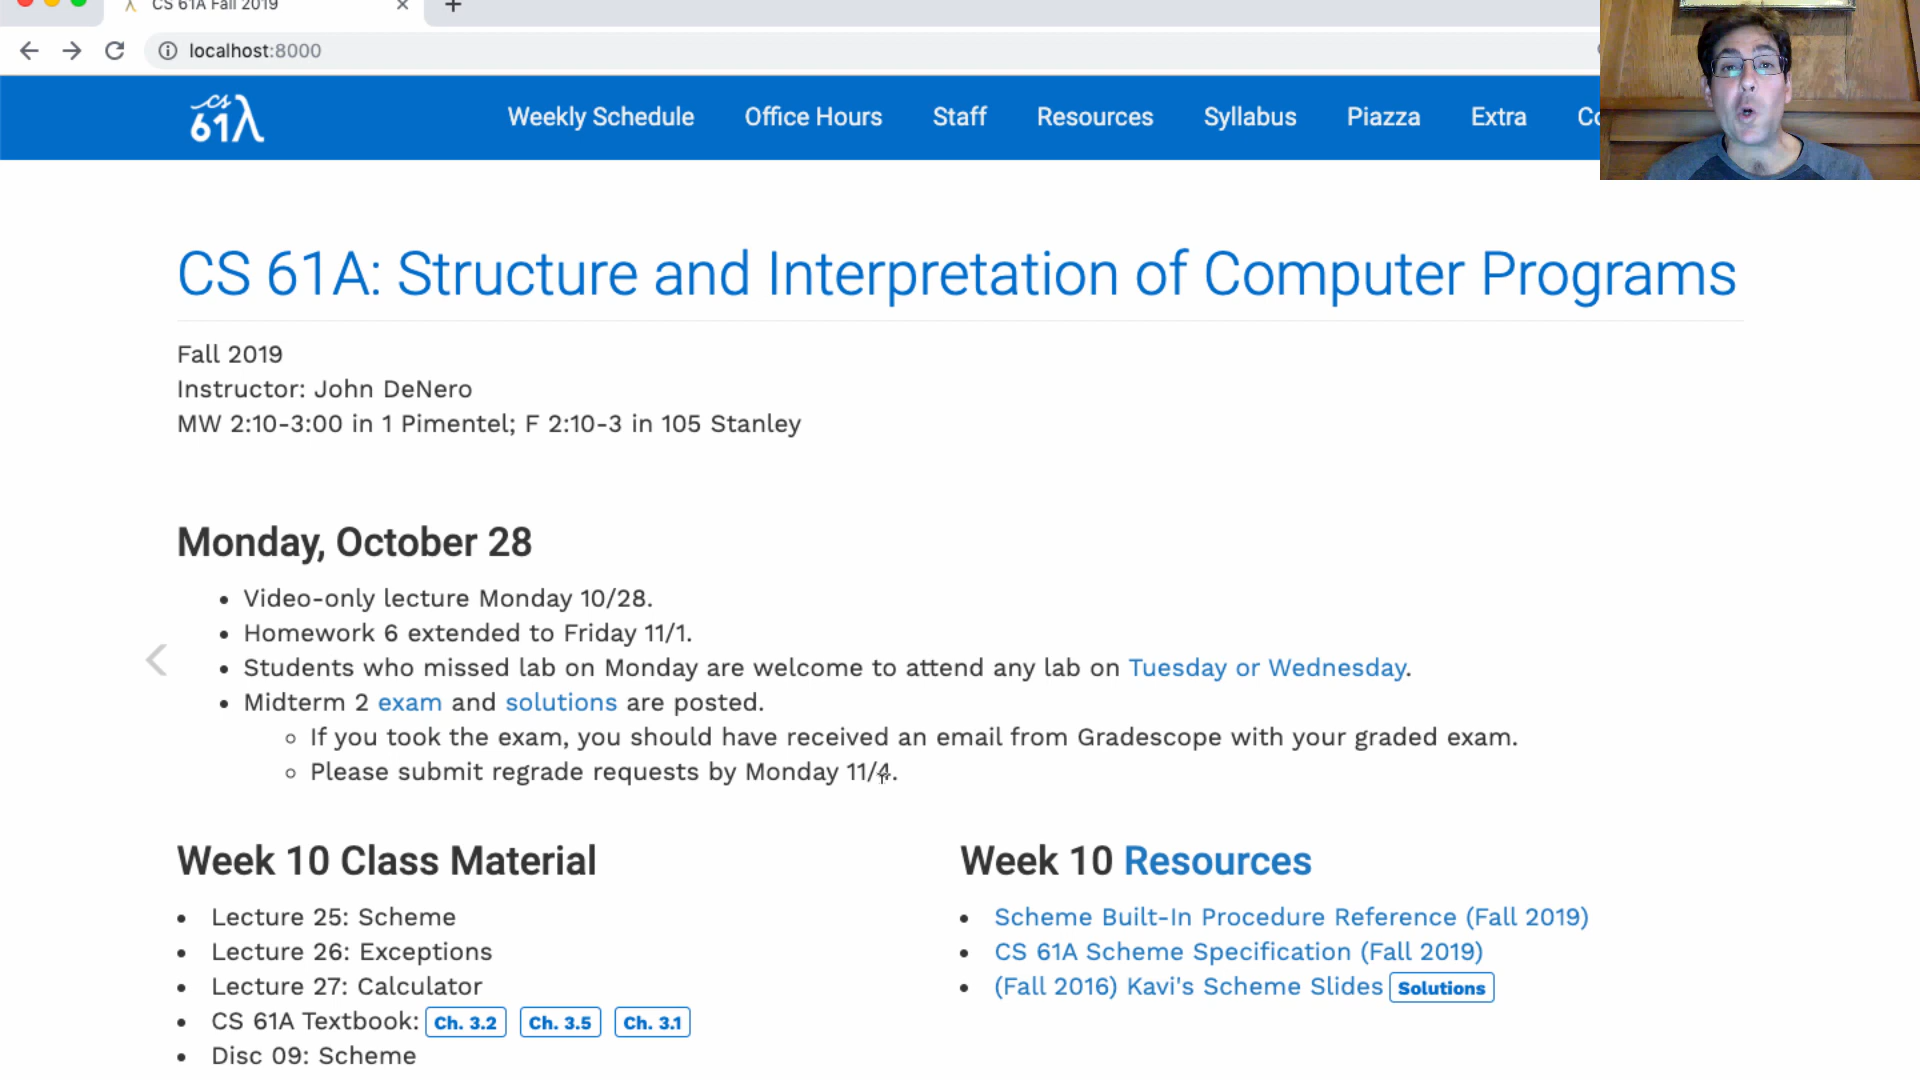 CS 61A Fall 2019
localhost:8000
cs 61λ
Weekly Schedule Office Hours Staff Resources Syllabus Piazza Extra
CS 61A: Structure and Interpretation of Computer Programs
Fall 2019
Instructor: John DeNero
MW 2:10-3:00 in 1 Pimentel; F 2:10-3 in 105 Stanley
Monday, October 28
Video-only lecture Monday 10/28.
Homework 6 extended to Friday 11/1.
Students who missed lab on Monday are welcome to attend any lab on Tuesday or Wednesday.
Midterm 2 exam and solutions are posted.
If you took the exam, you should have received an email from Gradescope with your graded exam.
Please submit regrade requests by Monday 11/4.
Week 10 Class Material
Lecture 25: Scheme
Lecture 26: Exceptions
Lecture 27: Calculator
CS 61A Textbook: Ch. 3.2 Ch. 3.5 Ch. 3.1
Disc 09: Scheme
Week 10 Resources
Scheme Built-In Procedure Reference (Fall 2019)
CS 61A Scheme Specification (Fall 2019)
(Fall 2016) Kavi's Scheme Slides Solutions